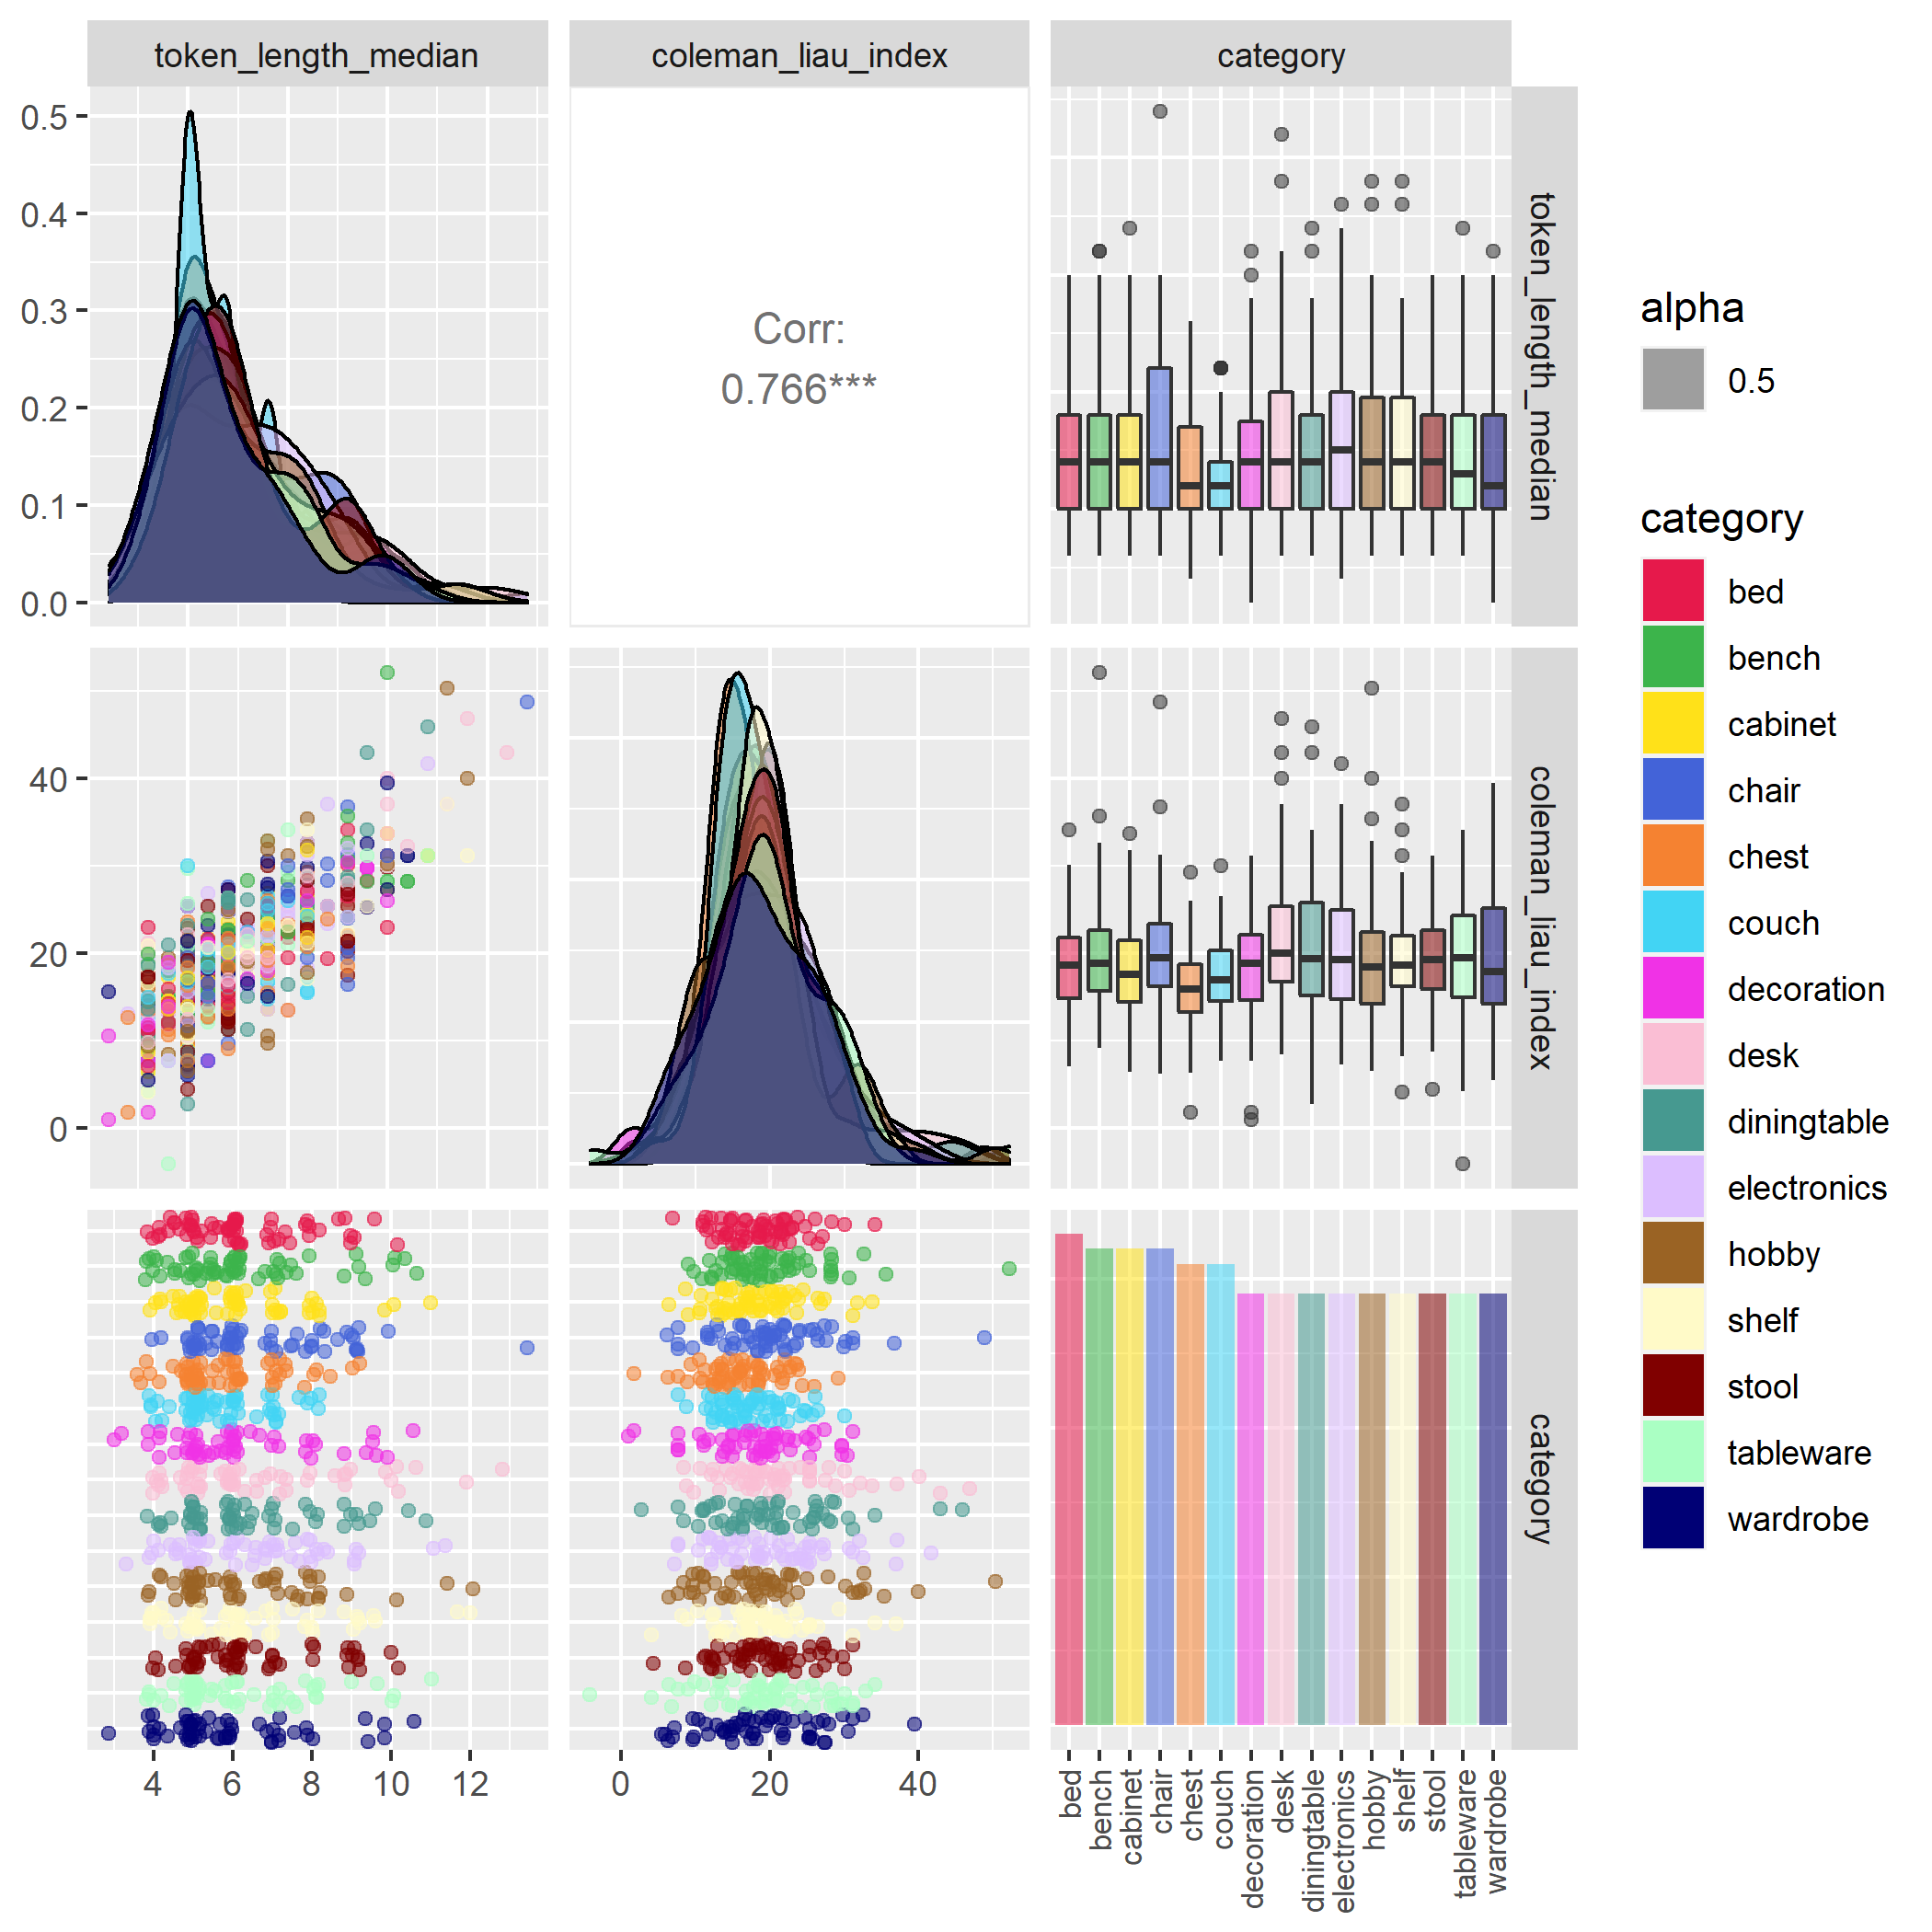 token_length_median
coleman_liau_index
category
0.5
0.4
0.3
0.2
0.1
0.0
Corr:
0.766***
token_length_median
40
20
0
coleman_liau_index
category
4
6
8
10
12
0
20
40
bed
bench
cabinet
chair
chest
couch
decoration
desk
diningtable
electronics
hobby
shelf
stool
tableware
wardrobe
alpha
0.5
category
bed
bench
cabinet
chair
chest
couch
decoration
desk
diningtable
electronics
hobby
shelf
stool
tableware
wardrobe